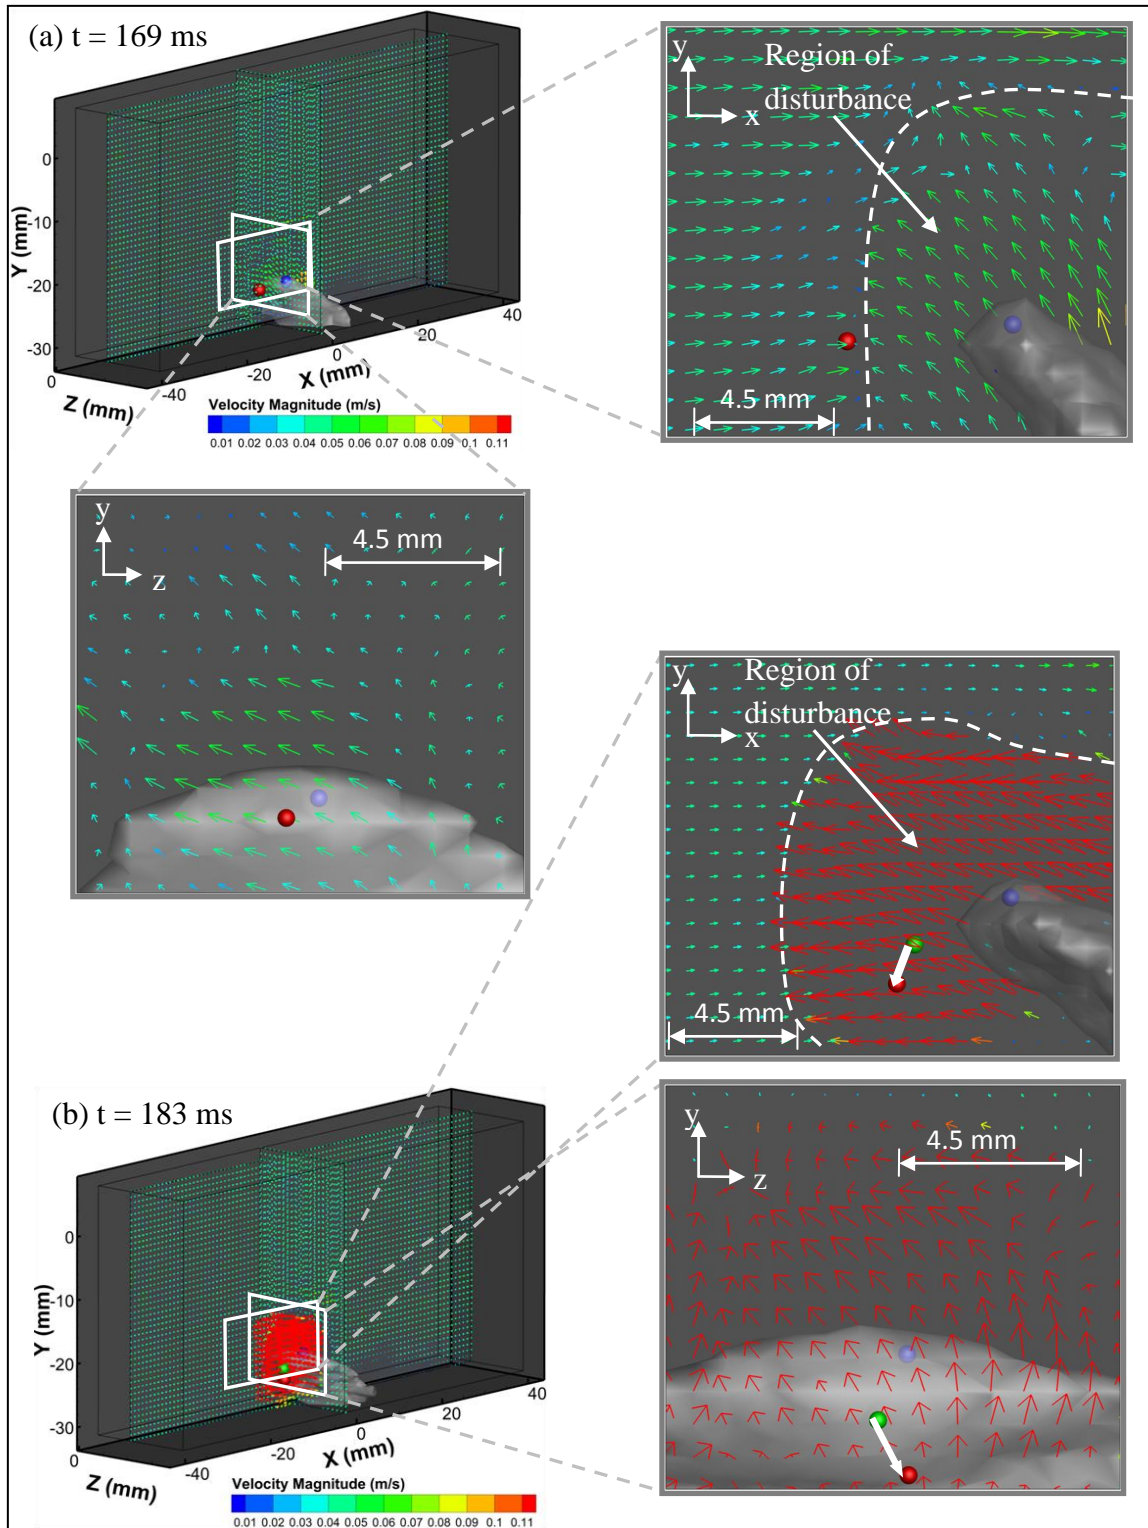 (a) t = 169 ms
0
-10
-20
-30
Y (mm)
0
Z (mm)
-40
-20
X (mm)
0
20
40
Velocity Magnitude (m/s)
0.01 0.02 0.03 0.04 0.05 0.06 0.07 0.08 0.09 0.1 0.11
y
x
Region of
disturbance
4.5 mm
y
z
4.5 mm
y
x
Region of
disturbance
4.5 mm
(b) t = 183 ms
0
-10
-20
-30
Y (mm)
0
Z (mm)
-40
-20
X (mm)
0
20
40
Velocity Magnitude (m/s)
0.01 0.02 0.03 0.04 0.05 0.06 0.07 0.08 0.09 0.1 0.11
y
z
4.5 mm